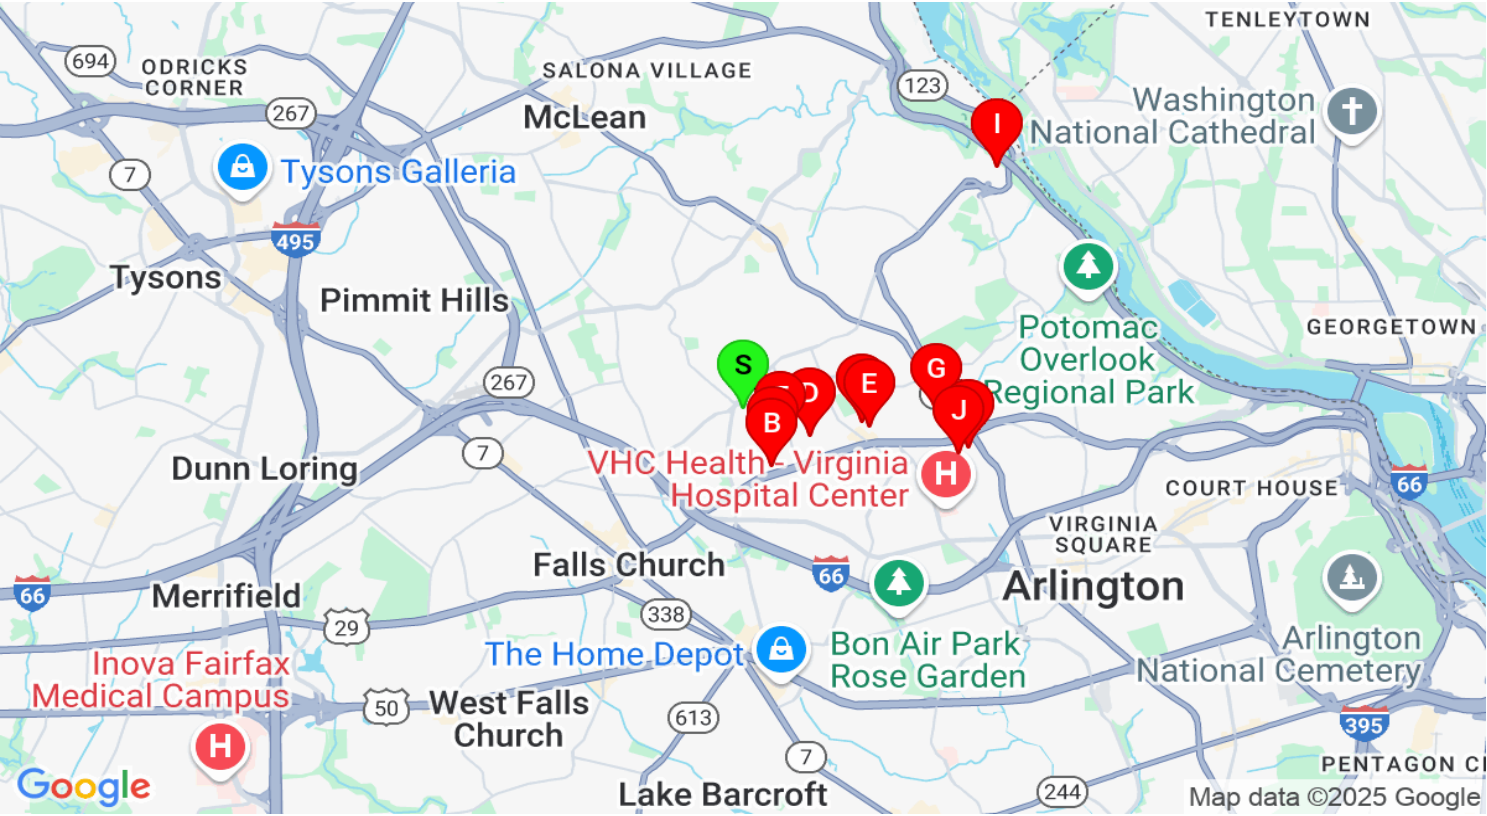 TENLEYTOWN
694
ODRICKS
CORNER
SALONA VILLAGE
123
Washington
National Cathedral
267
McLean
I
7
Tysons Galleria
495
Tysons
Pimmit Hills
Potomac
Overlook
Regional Park
GEORGETOWN
S
267
D
E
G
J
B
7
Dunn Loring
VHC Health - Virginia
Hospital Center
H
66
COURT HOUSE
VIRGINIA
SQUARE
Falls Church
66
Arlington
66
Merrifield
29
338
The Home Depot
Bon Air Park
Rose Garden
Arlington
National Cemetery
Inova Fairfax
Medical Campus
H
50
West Falls
Church
613
395
7
PENTAGON CI
Google
Lake Barcroft
244
Map data ©2025 Google